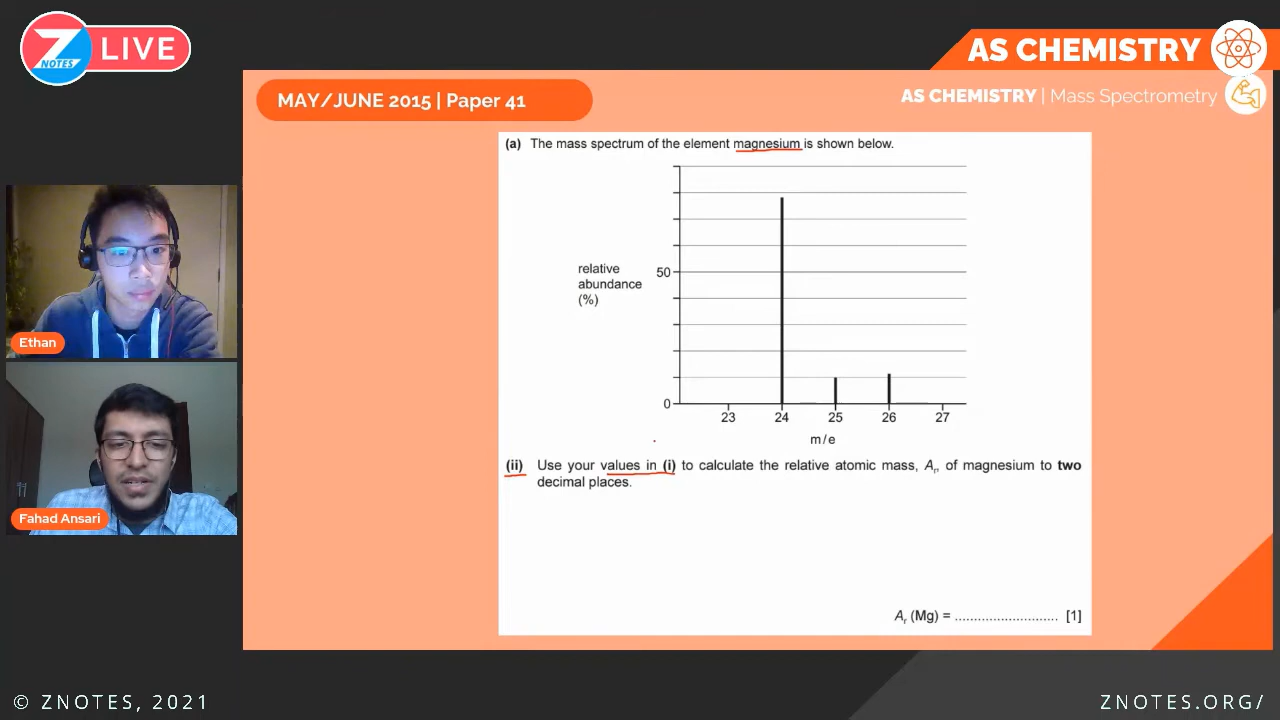 Z NOTES LIVE
AS CHEMISTRY
MAY/JUNE 2015 | Paper 41
AS CHEMISTRY | Mass Spectrometry
(a) The mass spectrum of the element magnesium is shown below.
relative
abundance
(%)
50
0
23 24 25 26 27
m / e
(ii) Use your values in (i) to calculate the relative atomic mass, Ar, of magnesium to two
decimal places.
Ar (Mg) = .......................... [1]
Ethan
Fahad Ansari
© ZNOTES, 2021
ZNOTES.ORG/